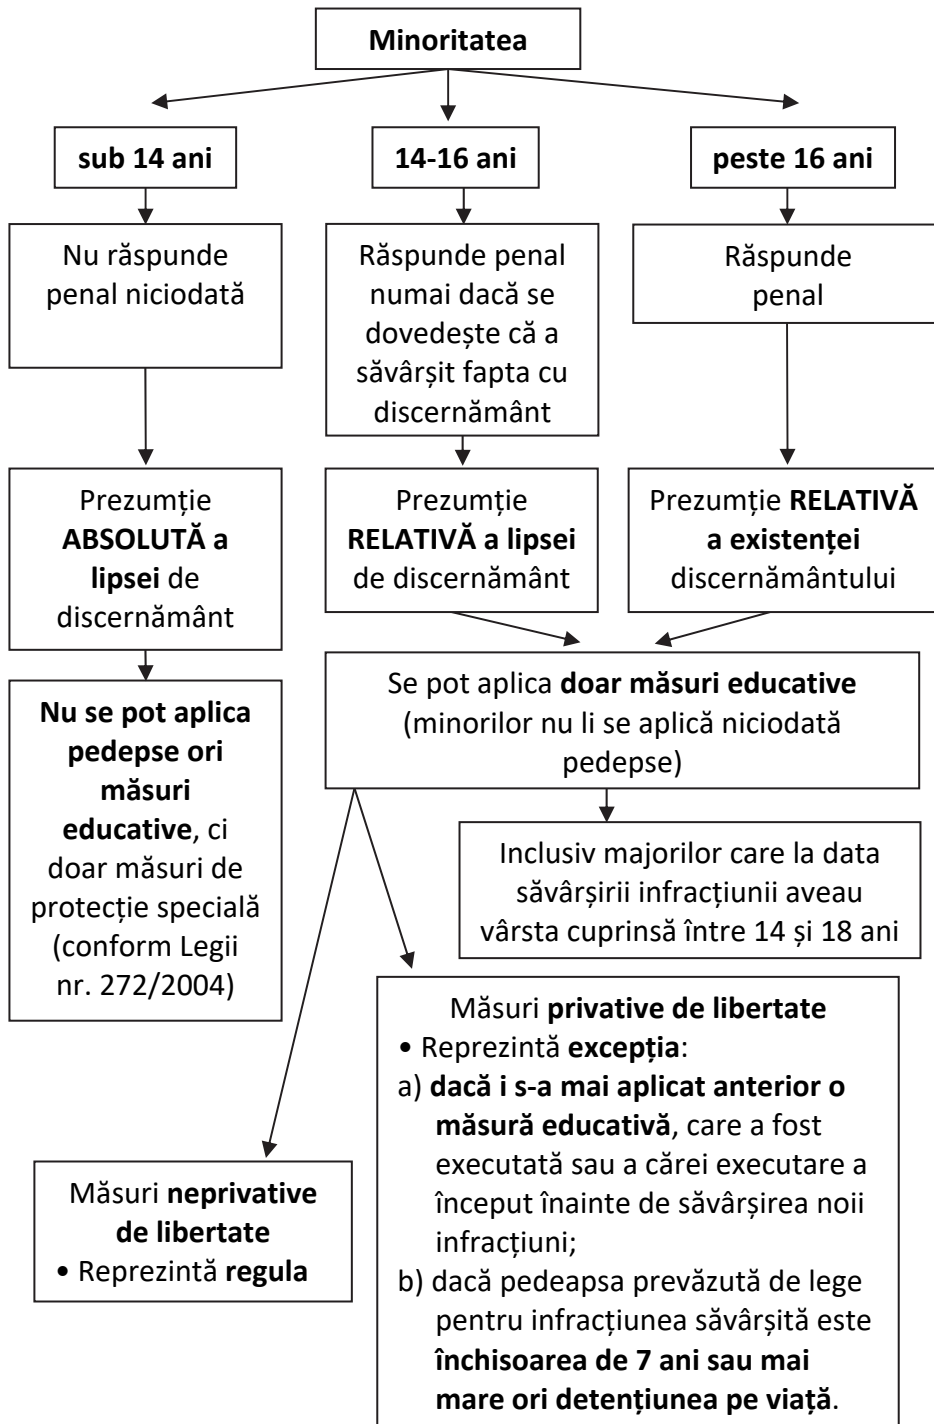 Minoritatea
sub 14 ani
14-16 ani
peste 16 ani
Nu răspunde
penal niciodată
Răspunde penal
numai dacă se
dovedește că a
săvârșit fapta cu
discernământ
Răspunde
penal
Prezumție
ABSOLUTĂ a
lipsei de
discernământ
Prezumție
RELATIVĂ a lipsei
de discernământ
Prezumție RELATIVĂ
a existenței
discernământului
Nu se pot aplica
pedepse ori
măsuri
educative, ci
doar măsuri de
protecție specială
(conform Legii
nr. 272/2004)
Se pot aplica doar măsuri educative
(minorilor nu li se aplică niciodată
pedepse)
Inclusiv majorilor care la data
săvârșirii infracțiunii aveau
vârsta cuprinsă între 14 și 18 ani
Măsuri neprivative
de libertate
• Reprezintă regula
Măsuri privative de libertate
• Reprezintă excepția:
a) dacă i s-a mai aplicat anterior o
măsură educativă, care a fost
executată sau a cărei executare a
început înainte de săvârșirea noii
infracțiuni;
b) dacă pedeapsa prevăzută de lege
pentru infracțiunea săvârșită este
închisoarea de 7 ani sau mai
mare ori detențiunea pe viață.